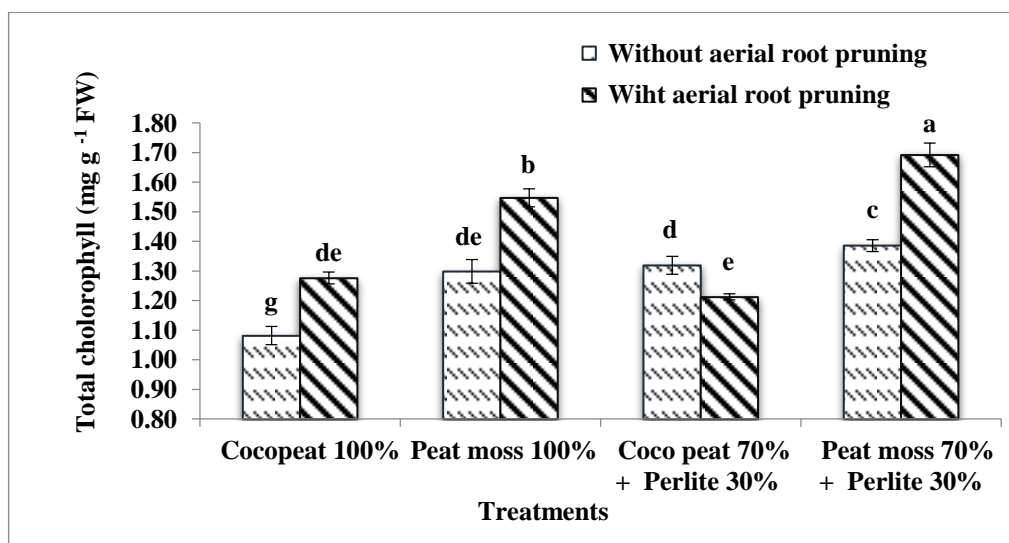 Without aerial root pruning
Wiht aerial root pruning
Total cholorophyll (mg g -1 FW)
1.80
1.70
1.60
1.50
1.40
1.30
1.20
1.10
1.00
0.90
0.80
g
de
de
b
d
e
c
a
Cocopeat 100%
Peat moss 100%
Coco peat 70%
+ Perlite 30%
Peat moss 70%
+ Perlite 30%
Treatments